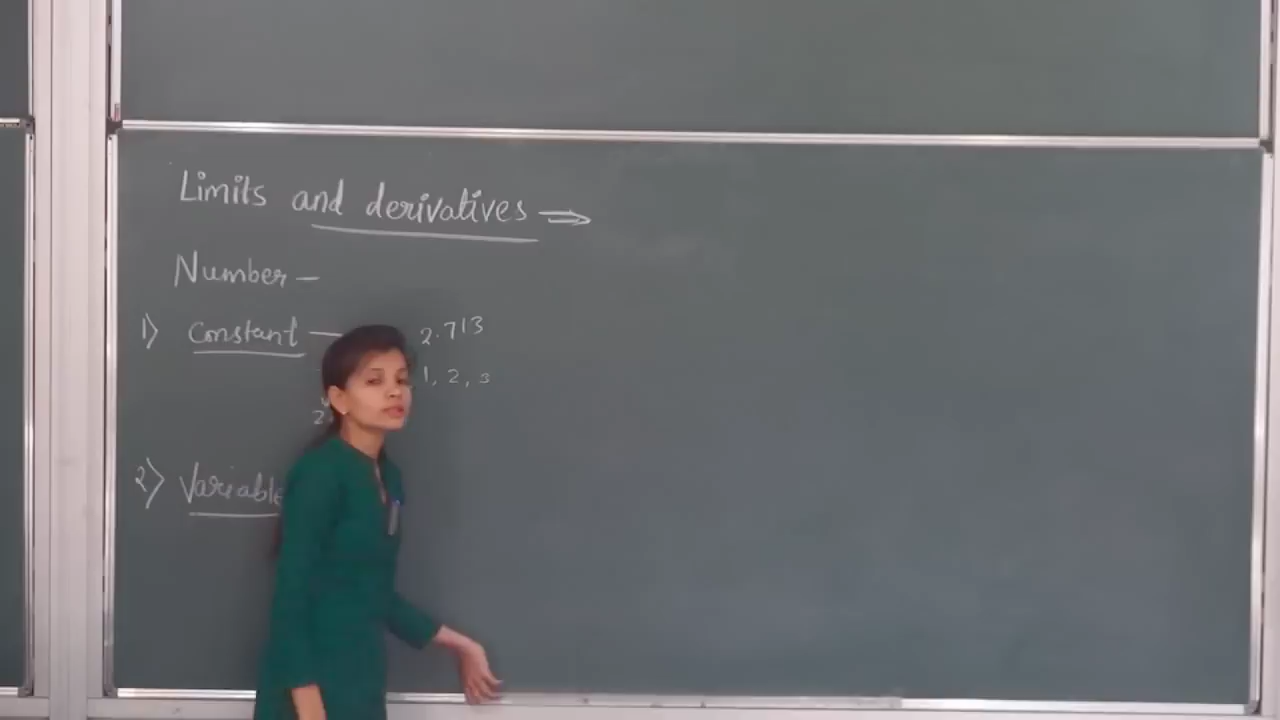 Limits and derivatives ⇒
Number –
1) Constant — 2.713
1, 2, 3
2) Variable